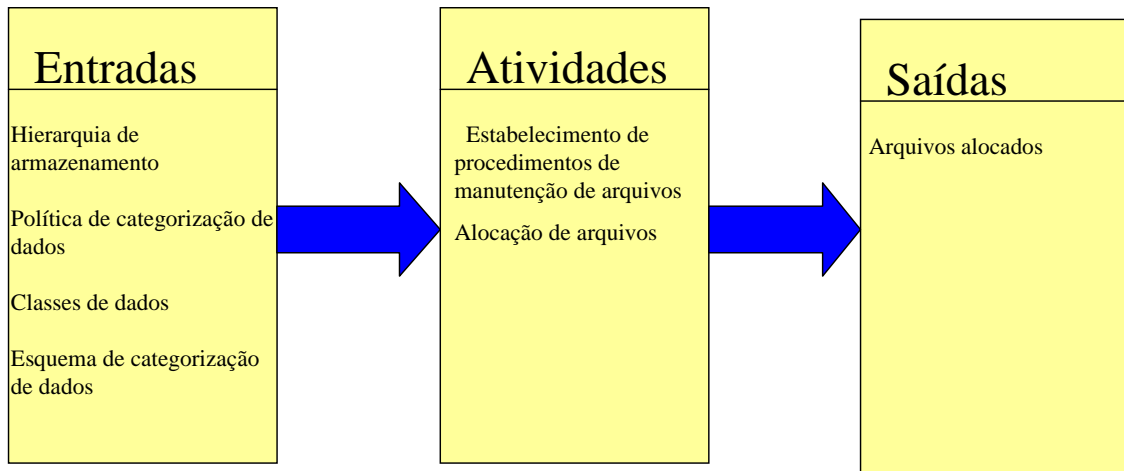 Entradas
Hierarquia de
armazenamento
Política de categorização de
dados
Classes de dados
Esquema de categorização
de dados
Atividades
Estabelecimento de
procedimentos de
manutenção de arquivos
Alocação de arquivos
Saídas
Arquivos alocados